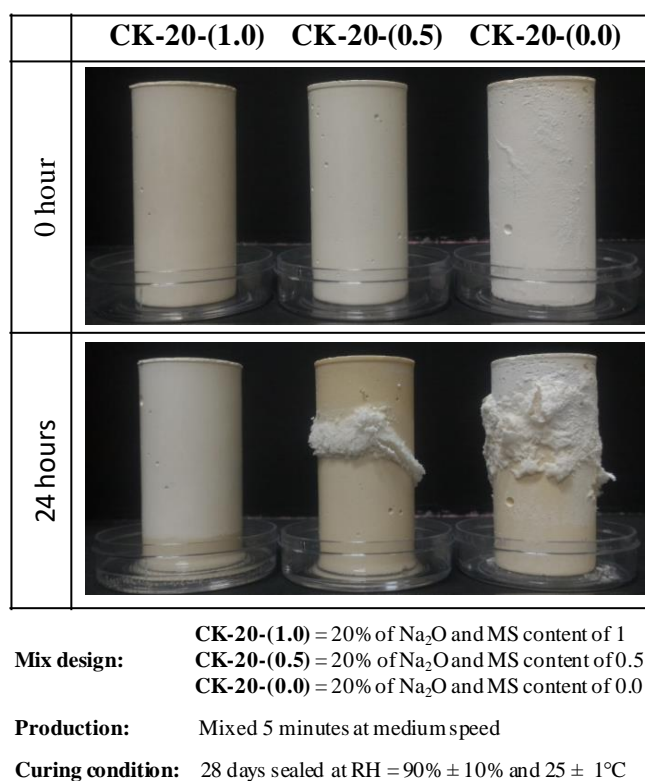 CK-20-(1.0) CK-20-(0.5) CK-20-(0.0)
0 hour
24 hours
CK-20-(1.0) = 20% of Na₂O and MS content of 1
Mix design: CK-20-(0.5) = 20% of Na₂O and MS content of 0.5
CK-20-(0.0) = 20% of Na₂O and MS content of 0.0
Production: Mixed 5 minutes at medium speed
Curing condition: 28 days sealed at RH = 90% ± 10% and 25 ± 1°C